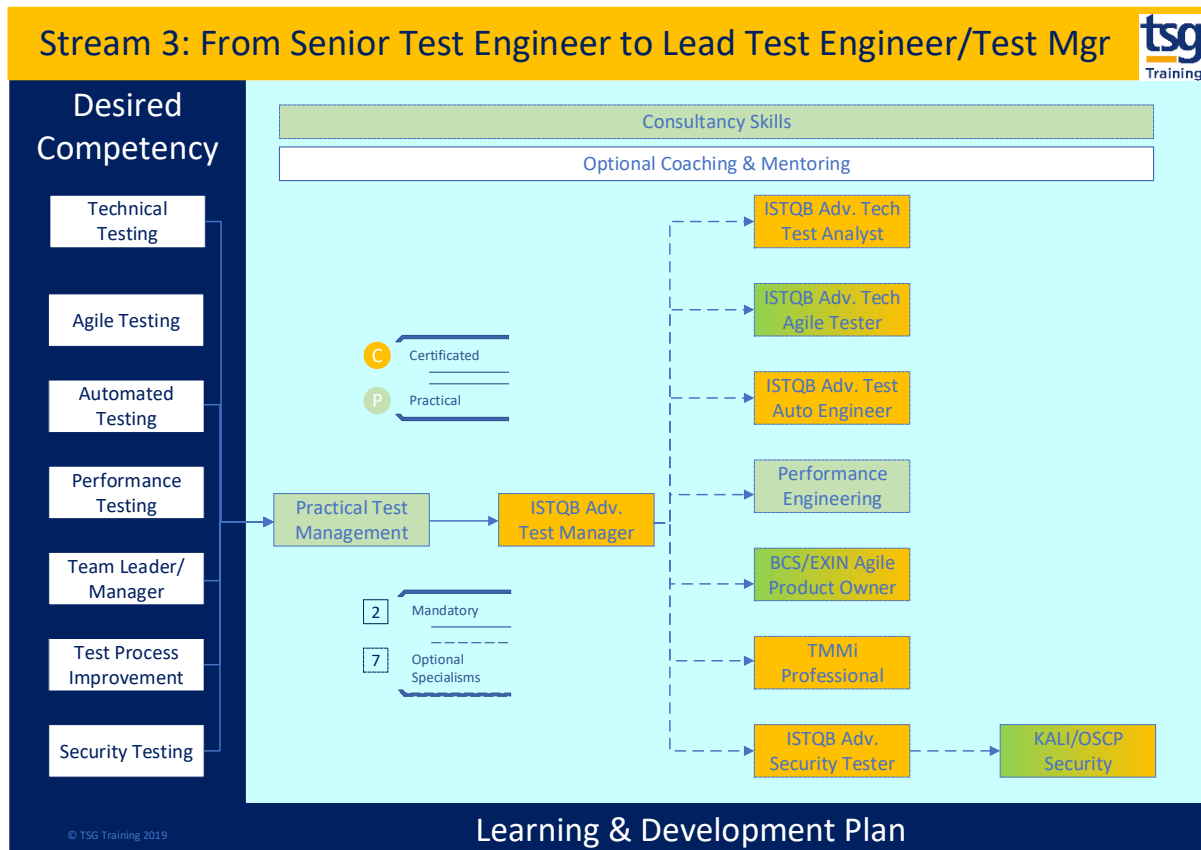 Stream 3: From Senior Test Engineer to Lead Test Engineer/Test Mgr
tsg
Training
Desired
Competency
Consultancy Skills
Optional Coaching & Mentoring
Technical
Testing
Agile Testing
Automated
Testing
Performance
Testing
Team Leader/
Manager
Test Process
Improvement
Security Testing
C
Certificated
P
Practical
Practical Test
Management
ISTQB Adv.
Test Manager
2
Mandatory
7
Optional
Specialisms
ISTQB Adv. Tech
Test Analyst
ISTQB Adv. Tech
Agile Tester
ISTQB Adv. Test
Auto Engineer
Performance
Engineering
BCS/EXIN Agile
Product Owner
TMMi
Professional
ISTQB Adv.
Security Tester
KALI/OSCP
Security
© TSG Training 2019
Learning & Development Plan